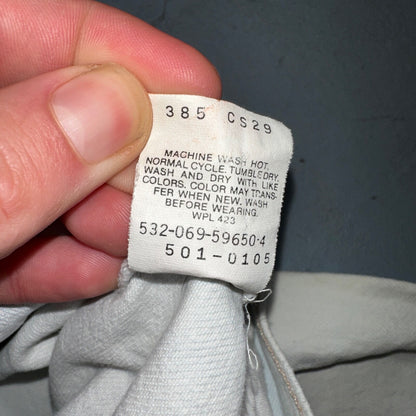 385 CS29
MACHINE WASH HOT.
NORMAL CYCLE. TUMBLE DRY.
WASH AND DRY WITH LIKE
COLORS. COLOR MAY TRANS-
FER WHEN NEW. WASH
BEFORE WEARING.
WPL 423
532-069-59650-4
501-0105